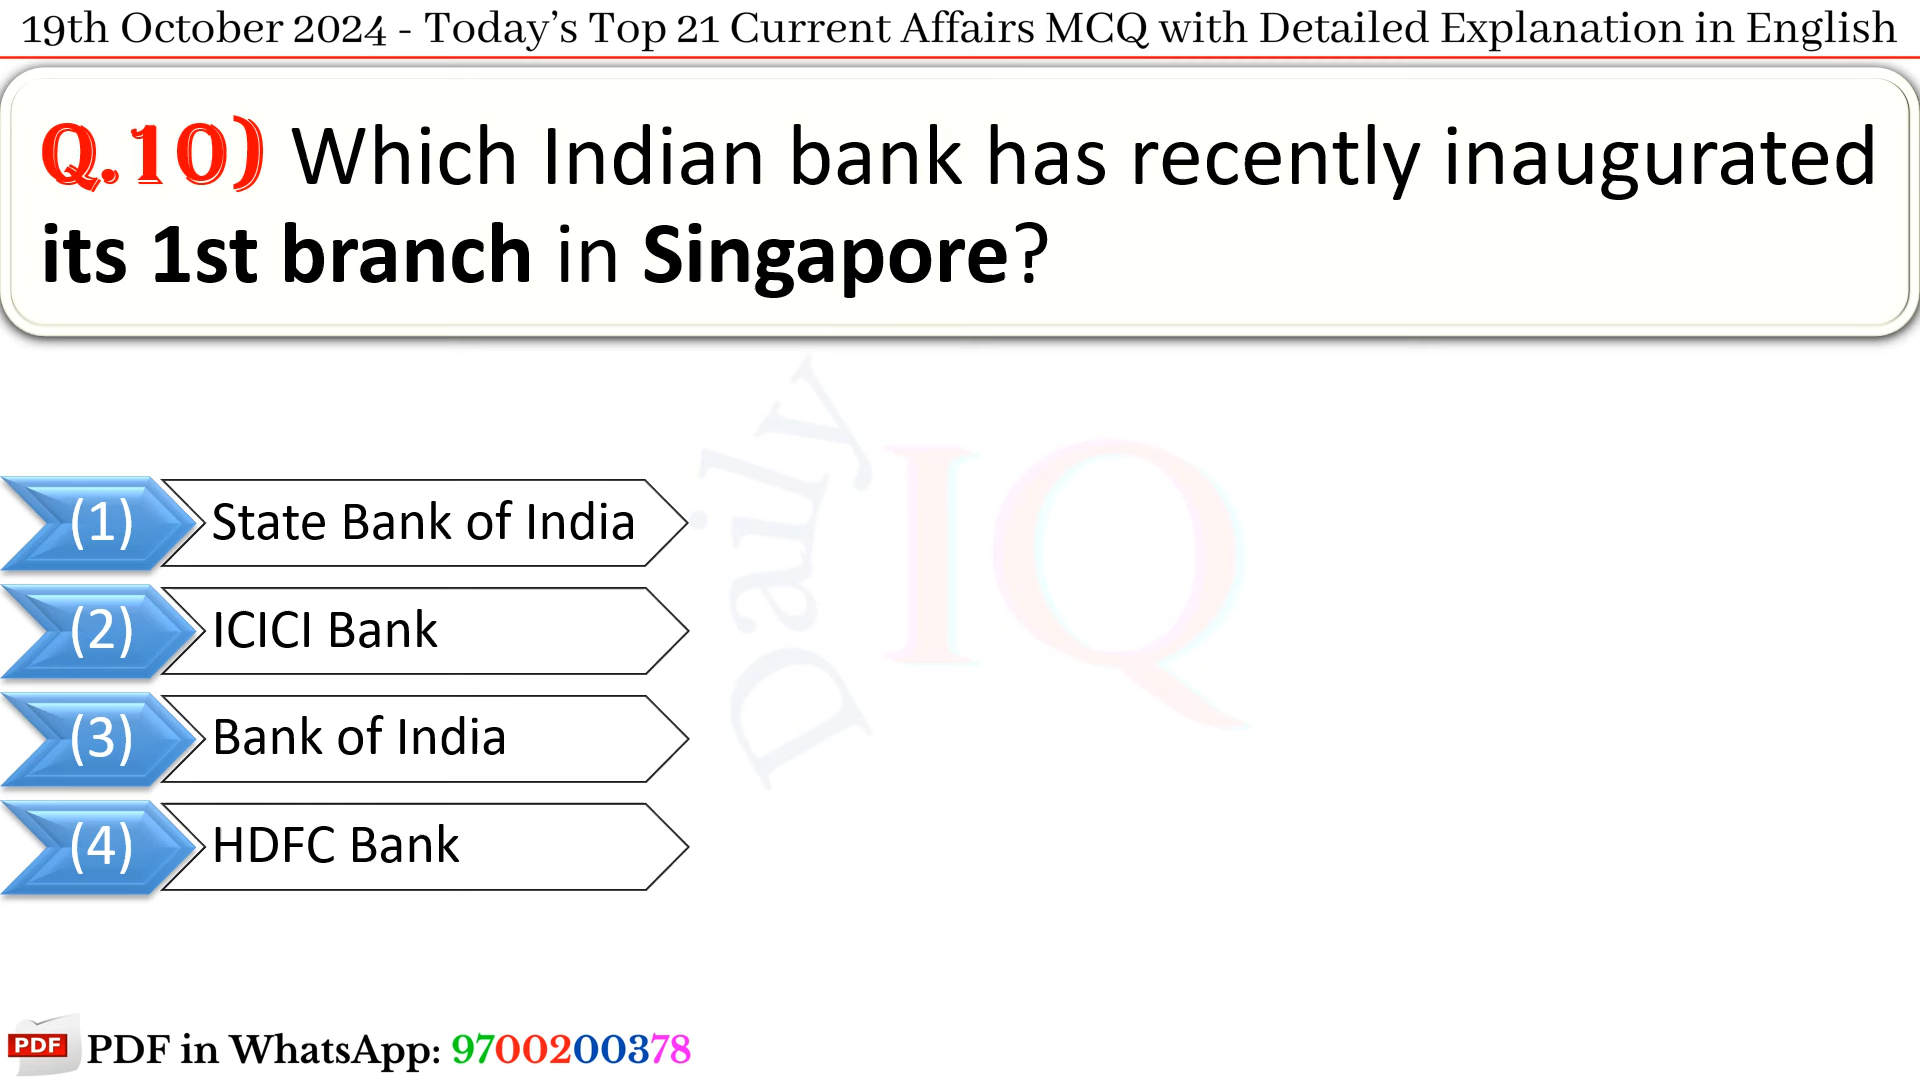 19th October 2024 - Today’s Top 21 Current Affairs MCQ with Detailed Explanation in English
Q.10) Which Indian bank has recently inaugurated
its 1st branch in Singapore?
Daily
IQ
(1) State Bank of India
(2) ICICI Bank
(3) Bank of India
(4) HDFC Bank
PDF PDF in WhatsApp: 9700200378